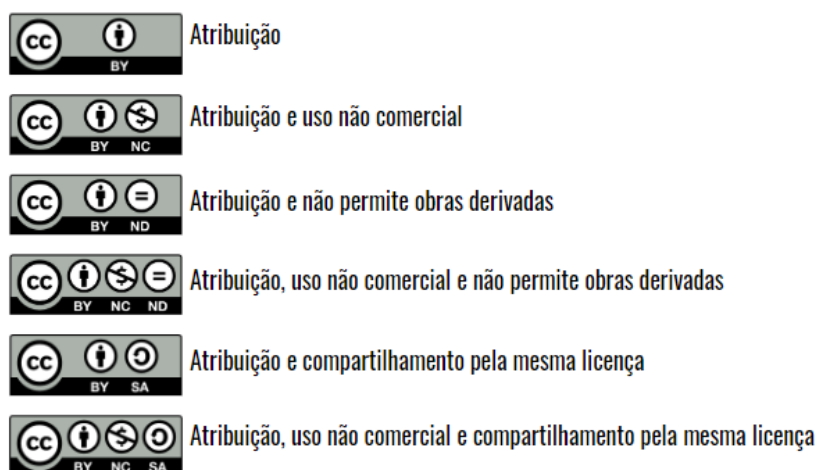 cc BY Atribuição
cc BY NC Atribuição e uso não comercial
cc BY ND Atribuição e não permite obras derivadas
cc BY NC ND Atribuição, uso não comercial e não permite obras derivadas
cc BY SA Atribuição e compartilhamento pela mesma licença
cc BY NC SA Atribuição, uso não comercial e compartilhamento pela mesma licença